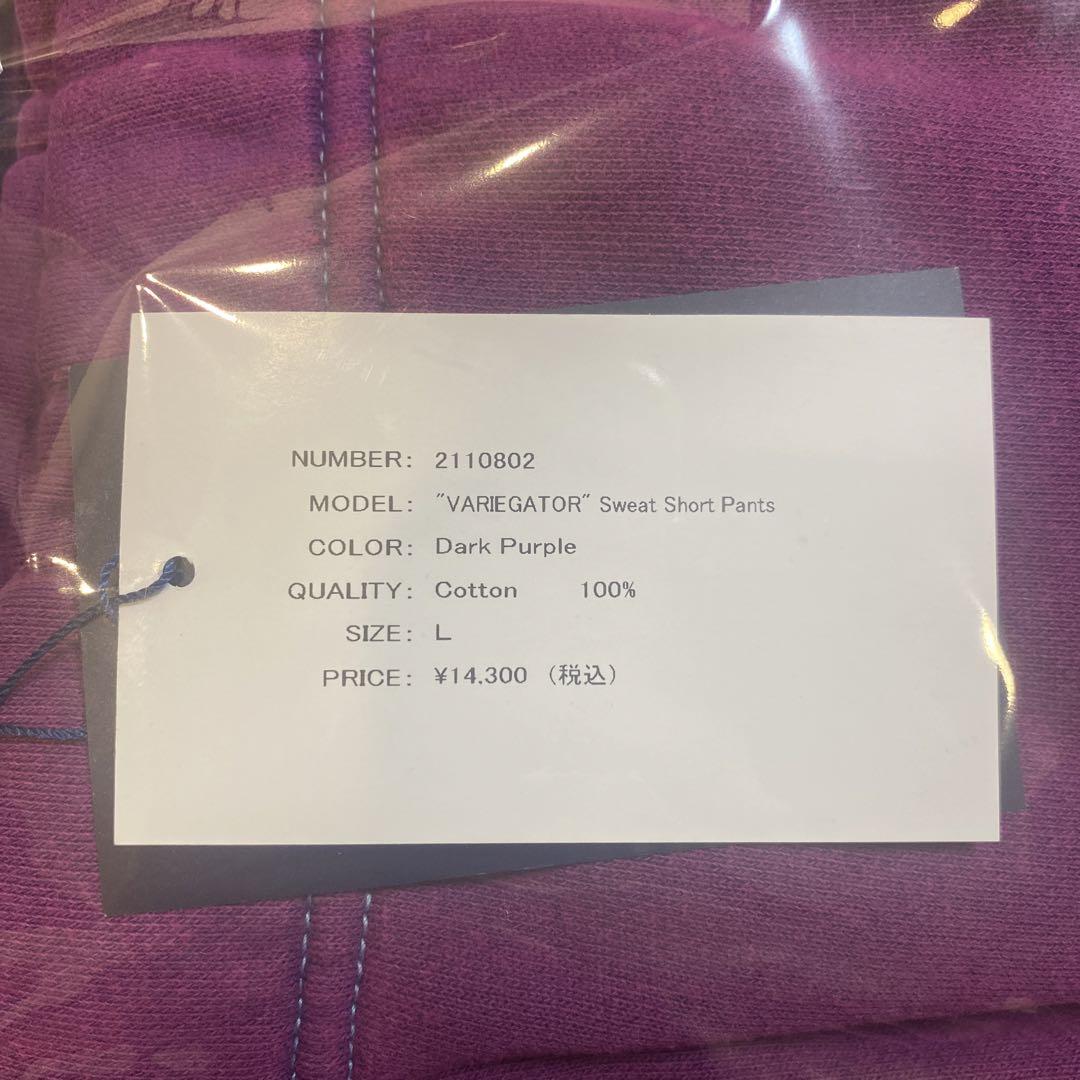 NUMBER: 2110802
MODEL: "VARIEGATOR" Sweat Short Pants
COLOR: Dark Purple
QUALITY: Cotton 100%
SIZE: L
PRICE: ¥14,300 （税込）